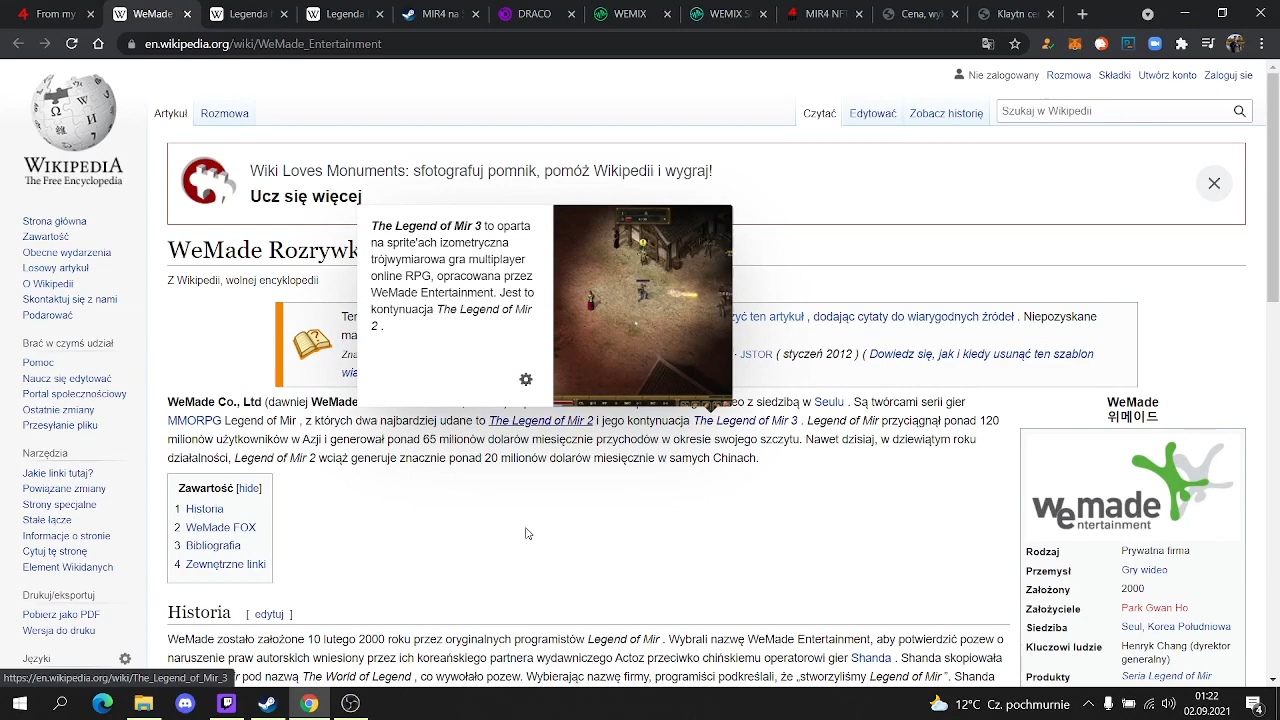 From my
WeMade
Legend
Legend
MIR4 na S
DRACO
WEMIX
WEMIX S
MIR4 NF
Cena, wy
Klaytn cen
en.wikipedia.org/wiki/WeMade_Entertainment
WIKIPEDIA
The Free Encyclopedia
Nie zalogowany Rozmowa Składki Utwórz konto Zaloguj sie
Artykuł Rozmowa
Czytać Edytować Zobacz historię
Szukaj w Wikipedii
Wiki Loves Monuments: sfotografuj pomnik, pomóż Wikipedii i wygraj!
Ucz się więcej
Strona główna
Zawartość
Obecne wydarzenia
Losowy artykuł
O Wikipedii
Skontaktuj się z nami
Podarować
Brać w czymś udział
Pomoc
Naucz się edytować
Portal społecznościowy
Ostatnie zmiany
Przesyłanie pliku
Narzędzia
Jakie linki tutaj?
Powiązane zmiany
Strony specjalne
Stałe łącze
Informacje o stronie
Cytuj tę stronę
Element Wikidanych
Drukuj/eksportuj
Pobierz jako PDF
Wersja do druku
Języki
WeMade Rozrywk
Z Wikipedii, wolnej encyklopedii
The Legend of Mir 3 to oparta
na sprite'ach izometryczna
trójwymiarowa gra multiplayer
online RPG, opracowana przez
WeMade Entertainment. Jest to
kontynuacja The Legend of Mir
2 .
Ten
zyć ten artykuł , dodając cytaty do wiarygodnych źródeł . Niepozyskane
mate
Zna
· JSTOR ( styczeń 2012 ) ( Dowiedz się, jak i kiedy usunąć ten szablon
wia
WeMade Co., Ltd (dawniej WeMade
eo z siedzibą w Seulu . Są twórcami serii gier
MMORPG Legend of Mir , z których dwa najbardziej udane to The Legend of Mir 2 i jego kontynuacja The Legend of Mir 3 . Legend of Mir przyciągnął ponad 120
milionów użytkowników w Azji i generował ponad 65 milionów dolarów miesięcznie przychodów w okresie swojego szczytu. Nawet dzisiaj, w dziewiątym roku
działalności, Legend of Mir 2 wciąż generuje znacznie ponad 20 milionów dolarów miesięcznie w samych Chinach.
Zawartość [hide]
1 Historia
2 WeMade FOX
3 Bibliografia
4 Zewnętrzne linki
Historia [ edytuj ]
WeMade zostało założone 10 lutego 2000 roku przez oryginalnych programistów Legend of Mir . Wybrali nazwę WeMade Entertainment, aby potwierdzić pozew o
naruszenie praw autorskich wniesiony przez ich koreańskiego partnera wydawniczego Actoz przeciwko chińskiemu operatorowi gier Shanda . Shanda skopiowała
r pod nazwą The World of Legend , co wywołało pozew. Wybierając nazwę firmy, programiści podkreślali, że „stworzyliśmy Legend of Mir”. Shanda
WeMade
위메이드
wemade
entertainment
Rodzaj Prywatna firma
Przemysł Gry wideo
Założony 2000
Założyciele Park Gwan Ho
Siedziba Seul, Korea Południowa
Kluczowi ludzie Henryk Chang (dyrektor
generalny)
Produkty Seria Legend of Mir
https://en.wikipedia.org/wiki/The_Legend_of_Mir_3
12°C Cz. pochmurnie
01:22
02.09.2021
4